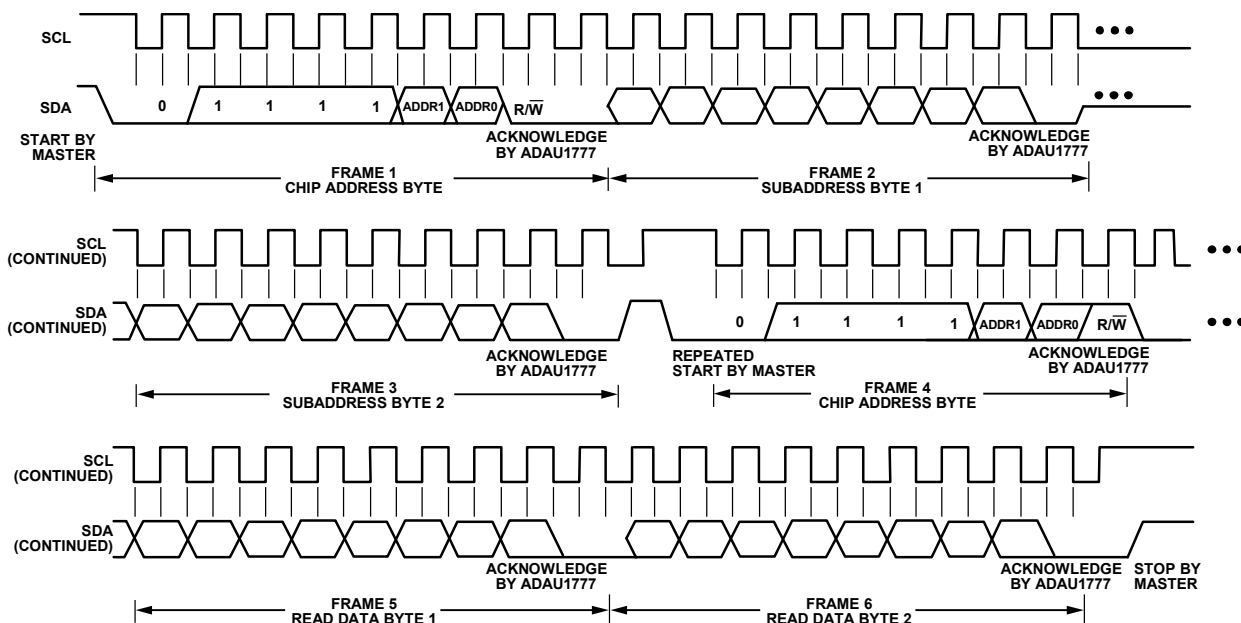 SCL
SDA
0 1 1 1 1 ADDR1 ADDR0 R/W̅
START BY
MASTER
ACKNOWLEDGE
BY ADAU1777
ACKNOWLEDGE
BY ADAU1777
FRAME 1
CHIP ADDRESS BYTE
FRAME 2
SUBADDRESS BYTE 1
SCL
(CONTINUED)
SDA
(CONTINUED)
0 1 1 1 1 ADDR1 ADDR0 R/W̅
ACKNOWLEDGE
BY ADAU1777
REPEATED
START BY MASTER
ACKNOWLEDGE
BY ADAU1777
FRAME 3
SUBADDRESS BYTE 2
FRAME 4
CHIP ADDRESS BYTE
SCL
(CONTINUED)
SDA
(CONTINUED)
ACKNOWLEDGE
BY ADAU1777
ACKNOWLEDGE
BY ADAU1777
STOP BY
MASTER
FRAME 5
READ DATA BYTE 1
FRAME 6
READ DATA BYTE 2